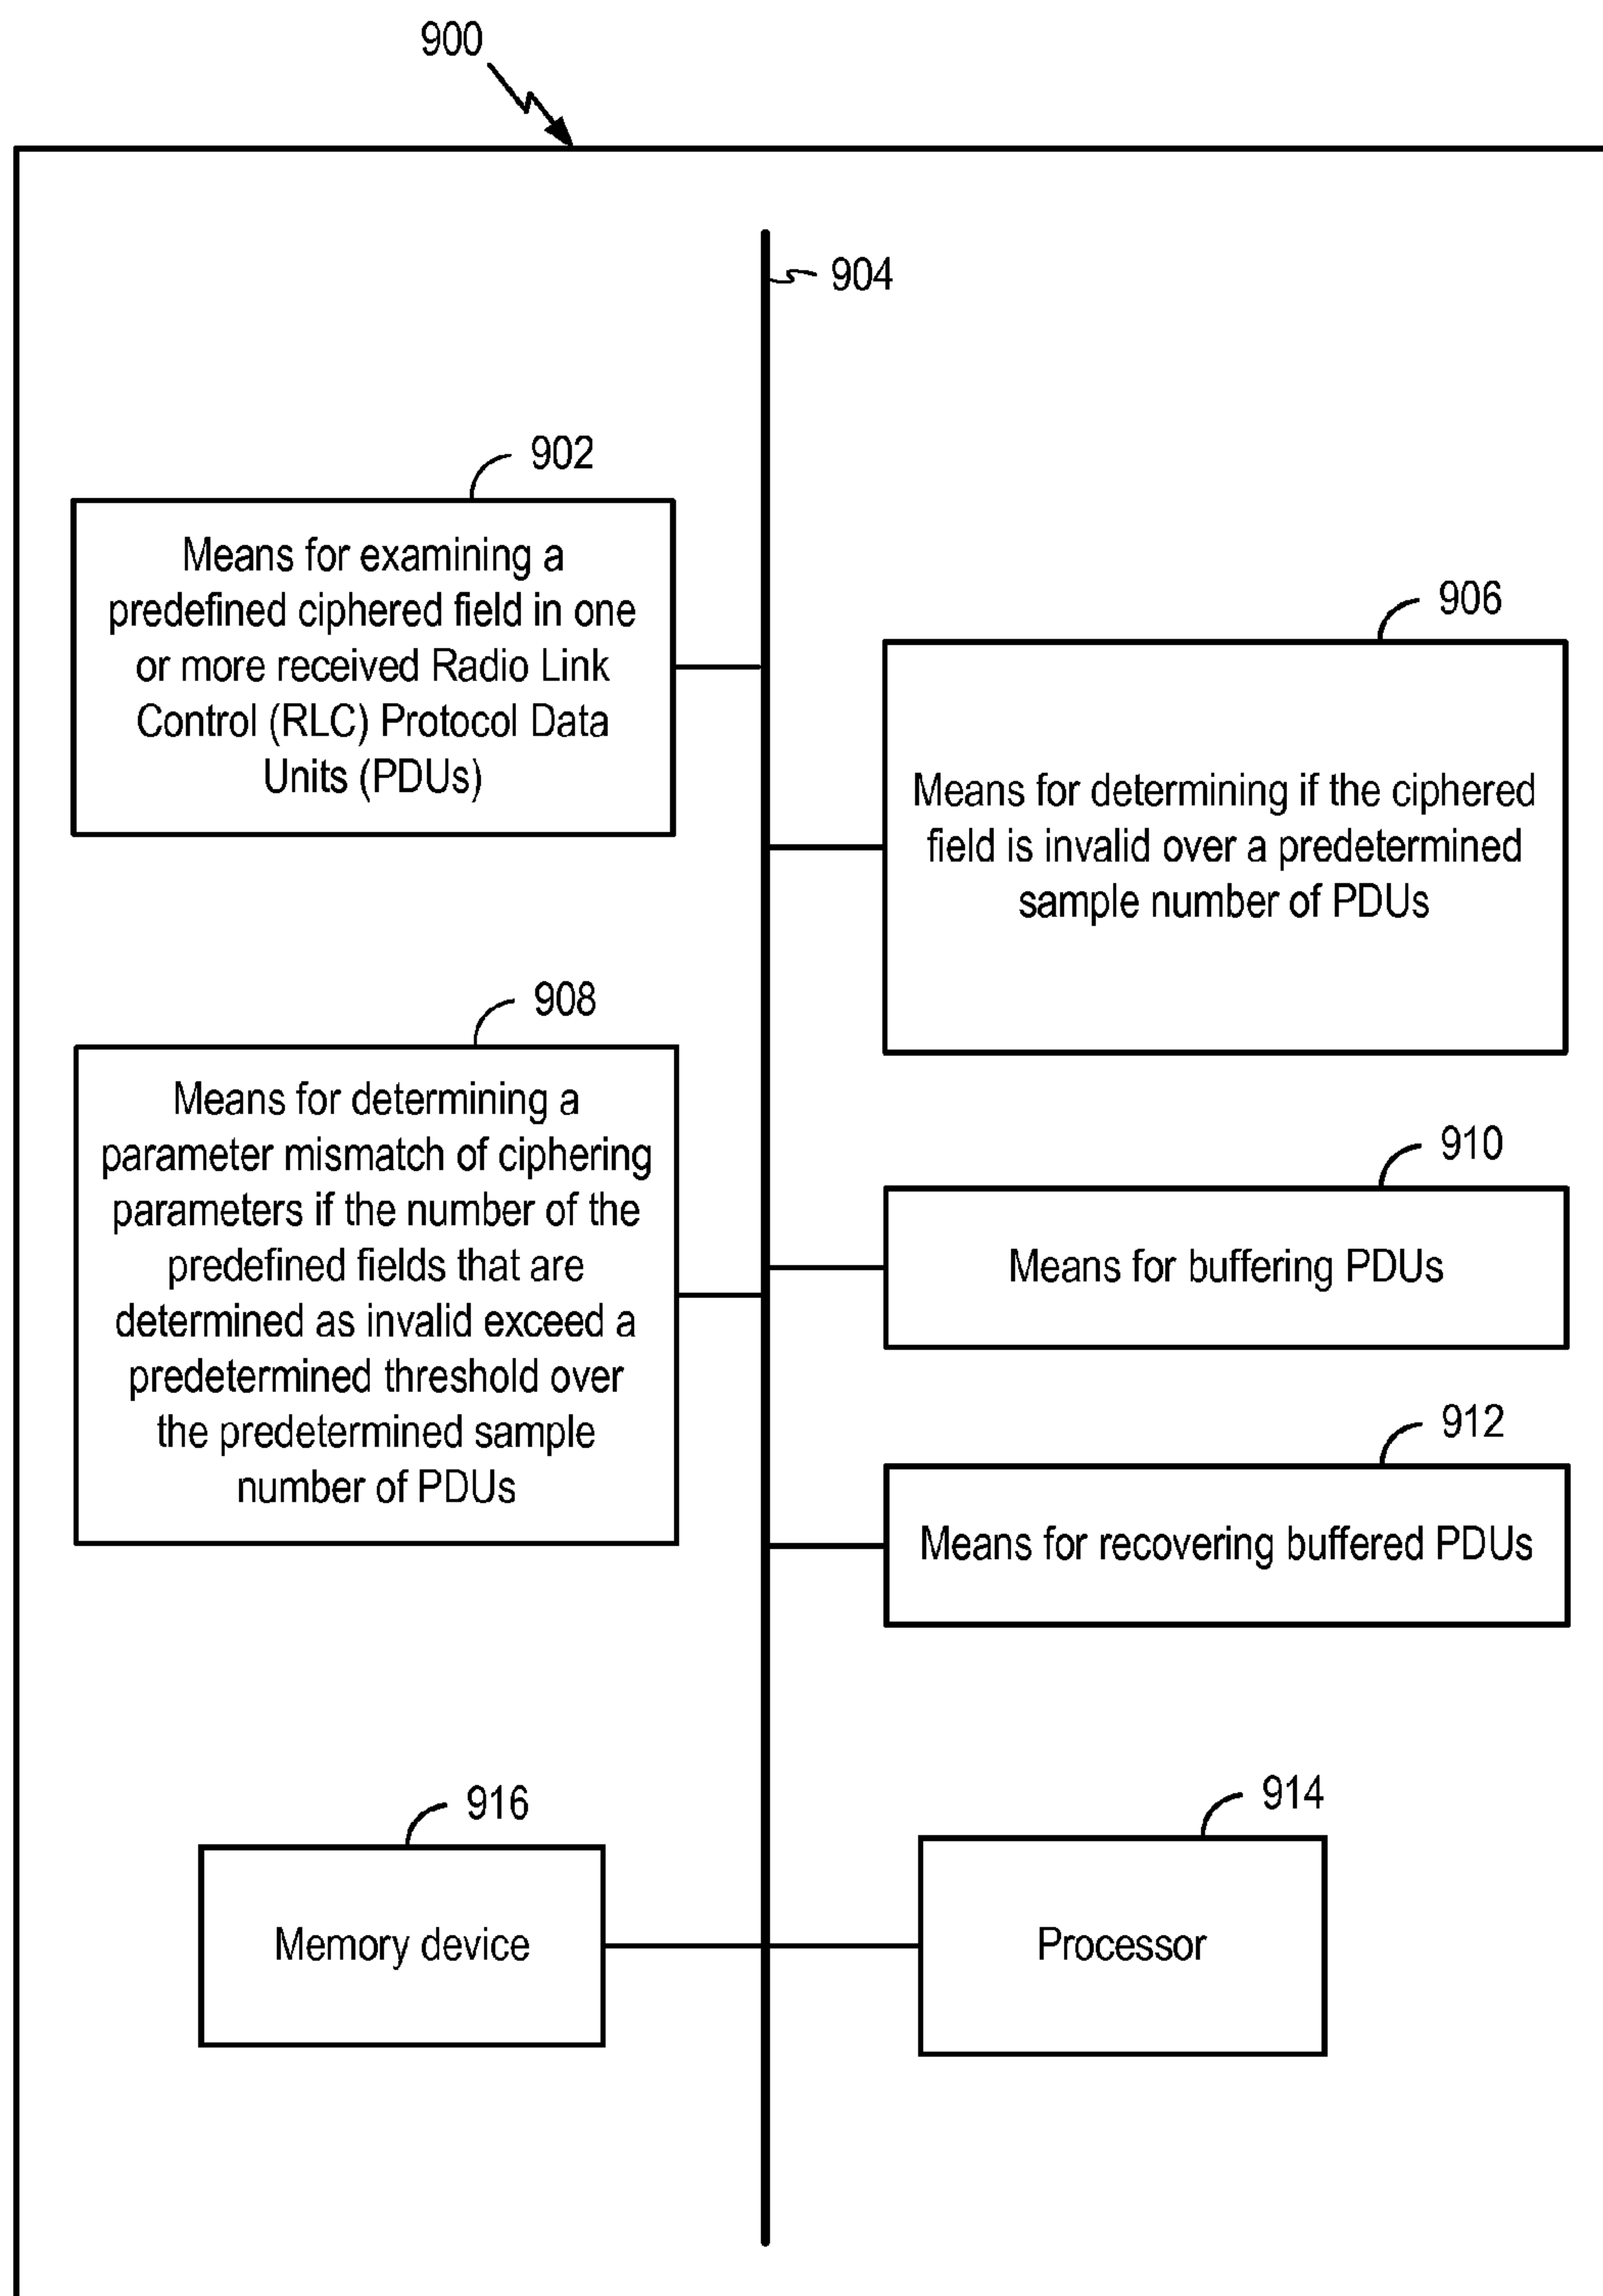 900
904
902
Means for examining a
predefined ciphered field in one
or more received Radio Link
Control (RLC) Protocol Data
Units (PDUs)
906
Means for determining if the ciphered
field is invalid over a predetermined
sample number of PDUs
908
Means for determining a
parameter mismatch of ciphering
parameters if the number of the
predefined fields that are
determined as invalid exceed a
predetermined threshold over
the predetermined sample
number of PDUs
910
Means for buffering PDUs
912
Means for recovering buffered PDUs
916
Memory device
914
Processor